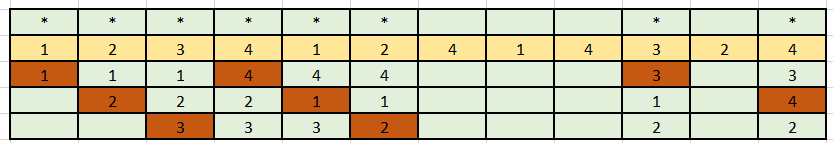 * * * * * * * *
1 2 3 4 1 2 4 1 4 3 2 4
1 1 1 4 4 4 3 3
2 2 2 1 1 1 4
3 3 3 2 2 2